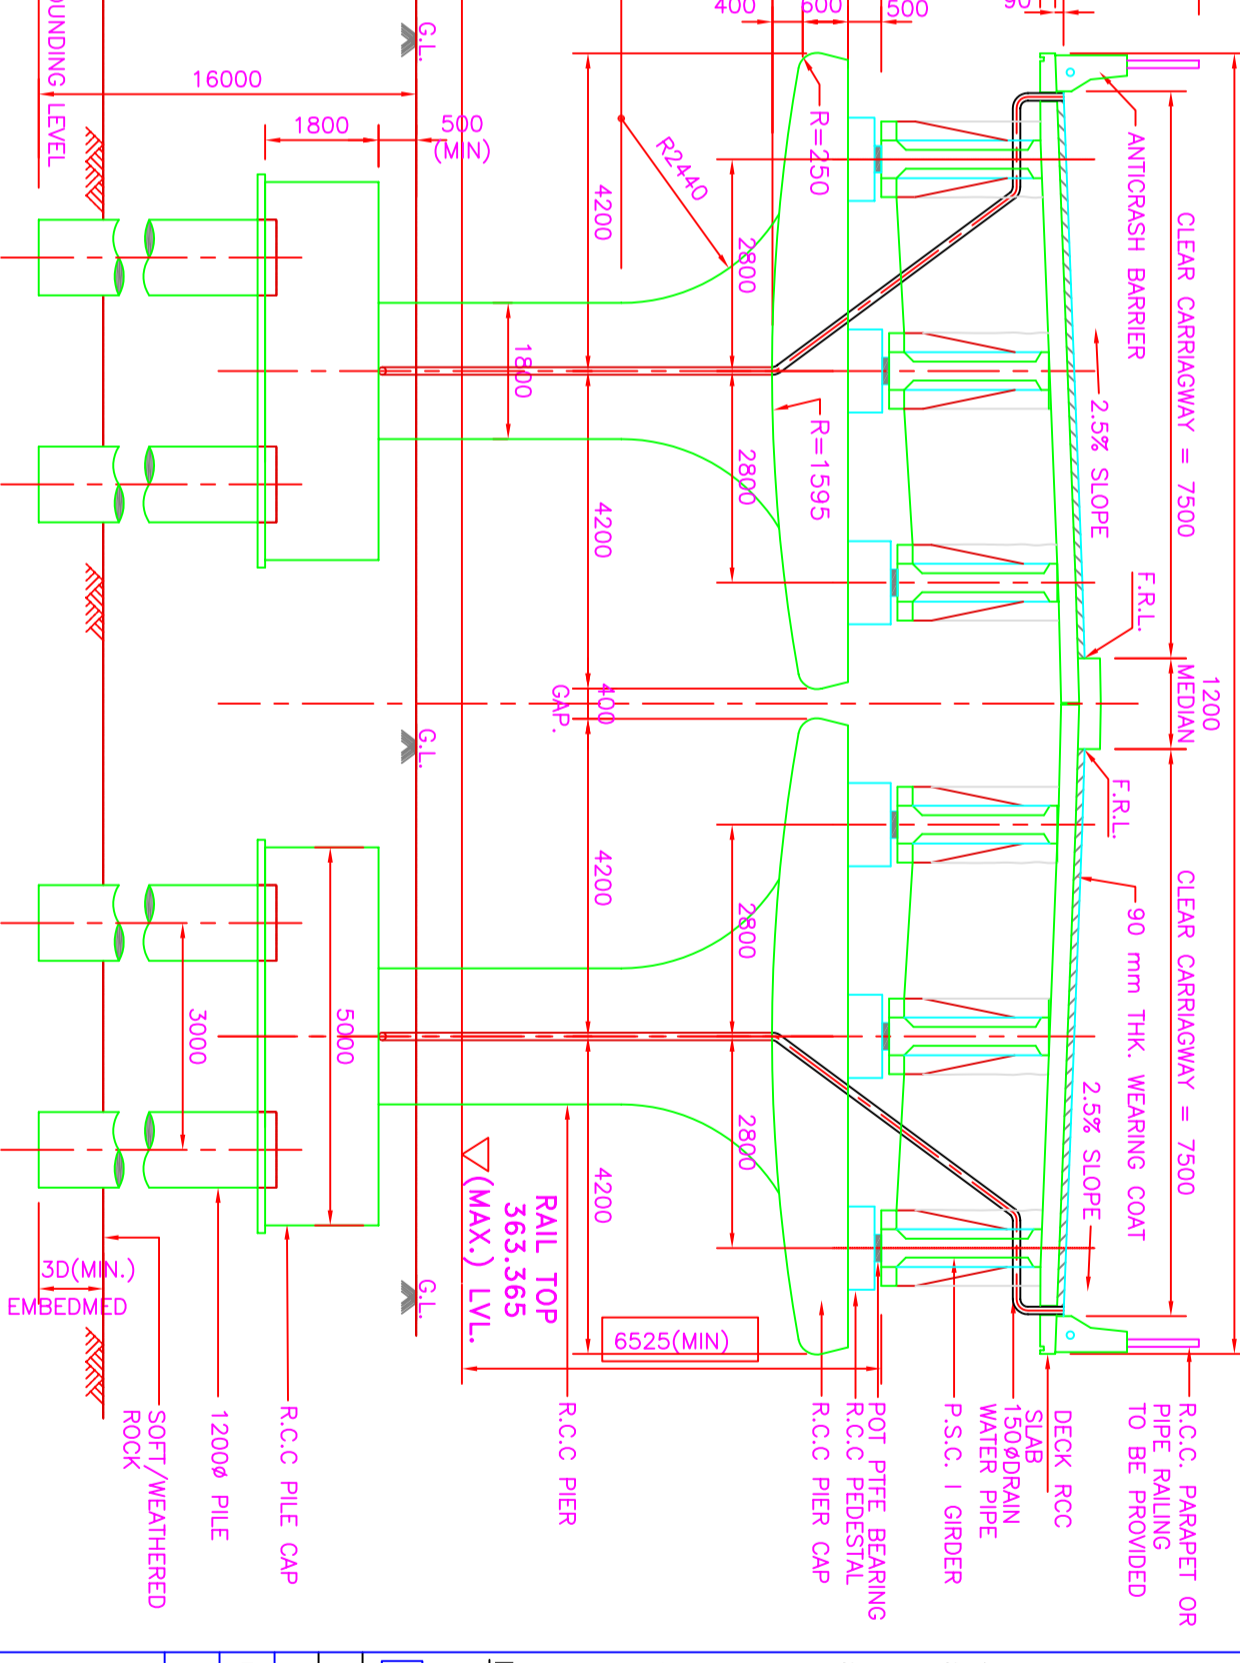 400
600
500
90
OUNDING LEVEL
G.L.
16000
1800
500
(MIN)
R2440
R=250
4200
2800
ANTICRASH BARRIER
CLEAR CARRIAGWAY = 7500
2.5% SLOPE
1800
R=1595
2800
4200
F.R.L.
1200
MEDIAN
400
GAP.
G.L.
F.R.L.
4200
2800
CLEAR CARRIAGWAY = 7500
90 mm THK. WEARING COAT
2.5% SLOPE
3000
5000
2800
4200
RAIL TOP
363.365
(MAX.) LVL.
G.L.
3D(MIN.)
EMBEDMED
6525(MIN)
R.C.C. PARAPET OR
PIPE RAILING
TO BE PROVIDED
DECK RCC
SLAB
150øDRAIN
WATER PIPE
P.S.C. I GIRDER
POT PTFE BEARING
R.C.C PEDESTAL
R.C.C PIER CAP
R.C.C PIER
R.C.C PILE CAP
1200ø PILE
SOFT/WEATHERED
ROCK